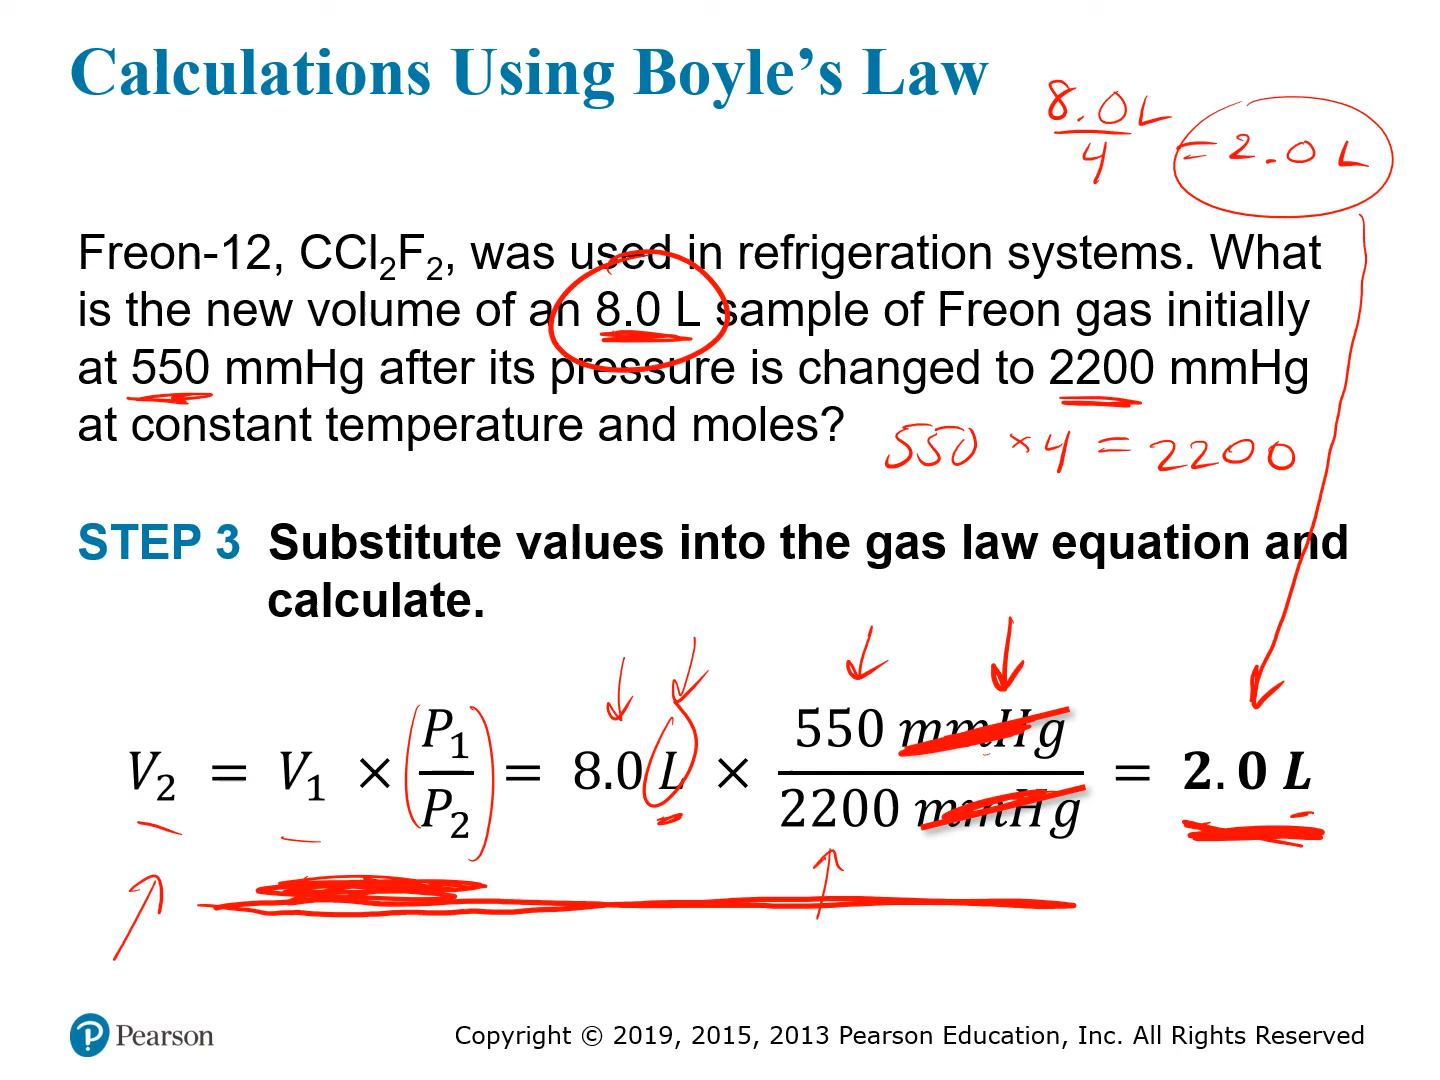 Calculations Using Boyle’s Law
8.0 L / 4 = 2.0 L
Freon-12, CCl₂F₂, was used in refrigeration systems. What
is the new volume of an 8.0 L sample of Freon gas initially
at 550 mmHg after its pressure is changed to 2200 mmHg
at constant temperature and moles?
550 × 4 = 2200
STEP 3 Substitute values into the gas law equation and
calculate.
V₂ = V₁ × (P₁/P₂) = 8.0 L × 550 mmHg / 2200 mmHg = 2.0 L
Pearson
Copyright © 2019, 2015, 2013 Pearson Education, Inc. All Rights Reserved